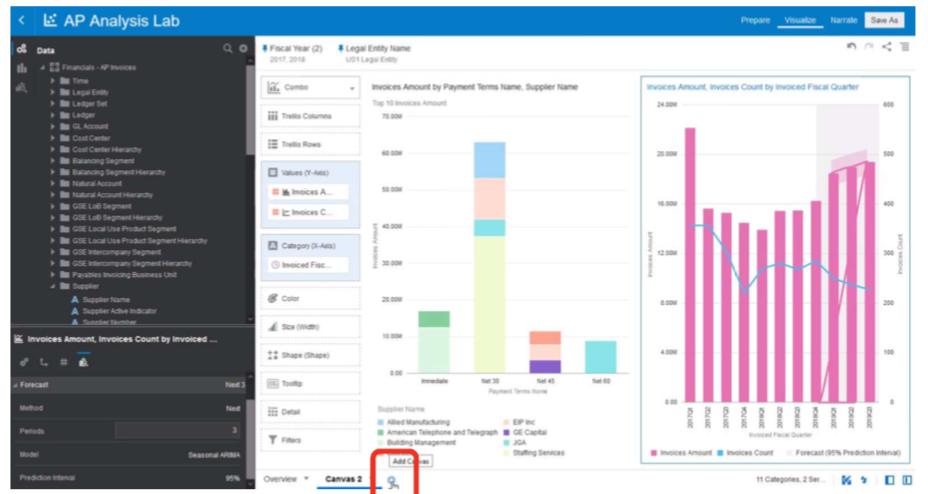 AP Analysis Lab
Prepare Visualize Narrate Save As
Data
Financials - AP Invoices
Time
Legal Entity
Ledger Set
Ledger
GL Account
Cost Center
Cost Center Hierarchy
Balancing Segment
Balancing Segment Hierarchy
Natural Account
Natural Account Hierarchy
GSE LoB Segment
GSE LoB Segment Hierarchy
GSE Local Use Product Segment
GSE Local Use Product Segment Hierarchy
GSE Intercompany Segment
GSE Intercompany Segment Hierarchy
Payables Invoicing Business Unit
Supplier
Supplier Name
Supplier Active Indicator
Supplier Number
Invoices Amount, Invoices Count by Invoiced ...
Forecast Next 3
Method Next
Periods 3
Model Seasonal ARIMA
Prediction Interval 95%
Fiscal Year (2)
2017, 2018
Legal Entity Name
US1 Legal Entity
Combo
Trellis Columns
Trellis Rows
Values (Y-Axis)
Invoices A...
Invoices C...
Category (X-Axis)
Invoiced Fisc...
Color
Size (Width)
Shape (Shape)
Tooltip
Detail
Filters
Invoices Amount by Payment Terms Name, Supplier Name
Top 10 Invoices Amount
70.00M
60.00M
50.00M
40.00M
30.00M
20.00M
10.00M
0.00
Invoices Amount
Immediate Net 30 Net 45 Net 60
Payment Terms Name
Supplier Name
Allied Manufacturing EIP Inc
American Telephone and Telegraph GE Capital
Building Management JGA
Staffing Services
Add Canvas
Invoices Amount, Invoices Count by Invoiced Fiscal Quarter
24.00M 600
20.00M 500
16.00M 400
12.00M 300
8.00M 200
4.00M 100
0.00 0
Invoices Amount
Invoices Count
2017Q1 2017Q2 2017Q3 2017Q4 2018Q1 2018Q2 2018Q3 2018Q4 2019Q1 2019Q2 2019Q3
Invoiced Fiscal Quarter
Invoices Amount Invoices Count Forecast (95% Prediction Interval)
Overview Canvas 2
11 Categories, 2 Ser...